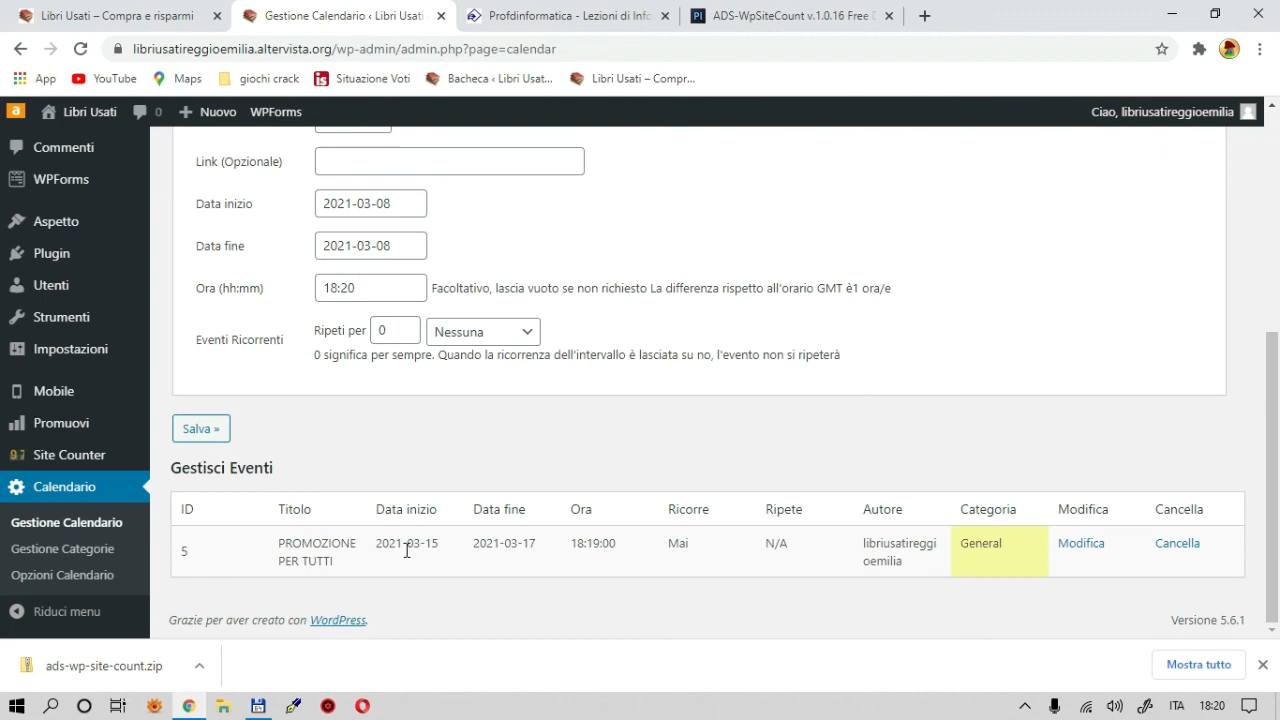 Libri Usati – Compra e risparmi
Gestione Calendario ‹ Libri Usati
Profdinformatica - Lezioni di Info
ADS-WpSiteCount v.1.0.16 Free
libriusatireggioemilia.altervista.org/wp-admin/admin.php?page=calendar
App
YouTube
Maps
giochi crack
Situazione Voti
Bacheca ‹ Libri Usat...
Libri Usati – Compr...
Libri Usati
0
Nuovo
WPForms
Ciao, libriusatireggioemilia
Commenti
WPForms
Aspetto
Plugin
Utenti
Strumenti
Impostazioni
Mobile
Promuovi
Site Counter
Calendario
Gestione Calendario
Gestione Categorie
Opzioni Calendario
Riduci menu
Link (Opzionale)
Data inizio
2021-03-08
Data fine
2021-03-08
Ora (hh:mm)
18:20
Facoltativo, lascia vuoto se non richiesto La differenza rispetto all'orario GMT è1 ora/e
Eventi Ricorrenti
Ripeti per
0
Nessuna
0 significa per sempre. Quando la ricorrenza dell'intervallo è lasciata su no, l'evento non si ripeterà
Salva »
Gestisci Eventi
ID Titolo Data inizio Data fine Ora Ricorre Ripete Autore Categoria Modifica Cancella
5 PROMOZIONE 2021-03-15 2021-03-17 18:19:00 Mai N/A libriusatireggi General Modifica Cancella
PER TUTTI oemilia
Grazie per aver creato con WordPress.
Versione 5.6.1
ads-wp-site-count.zip
Mostra tutto
ITA
18:20